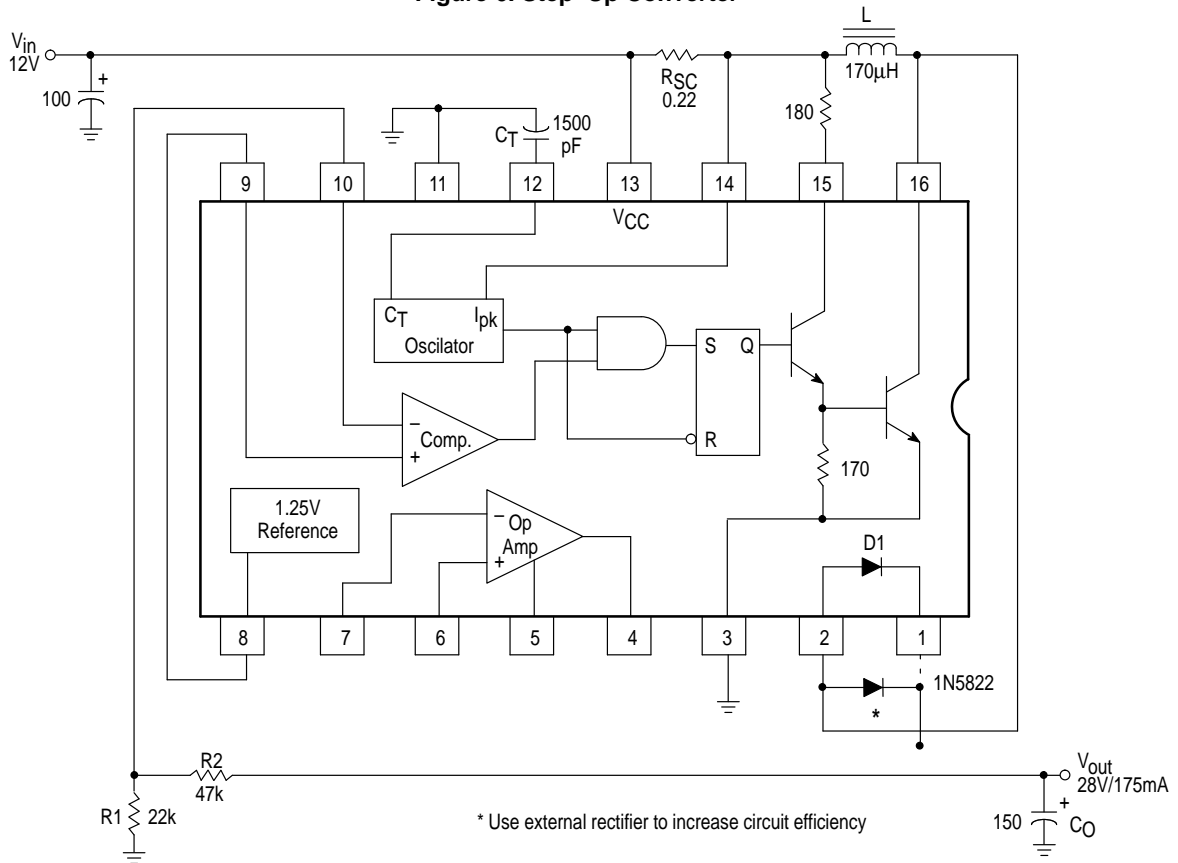 Figure 6. Step–Up Converter
L
Vin
12V
170µH
RSC
0.22
+
100
180
CT
1500
pF
9
10
11
12
13
14
15
16
VCC
CT
Ipk
Oscilator
S
Q
R
–
Comp.
+
170
1.25V
Reference
–
Op
Amp
+
D1
8
7
6
5
4
3
2
1
1N5822
*
R2
47k
Vout
28V/175mA
R1
22k
* Use external rectifier to increase circuit efficiency
+
150
CO